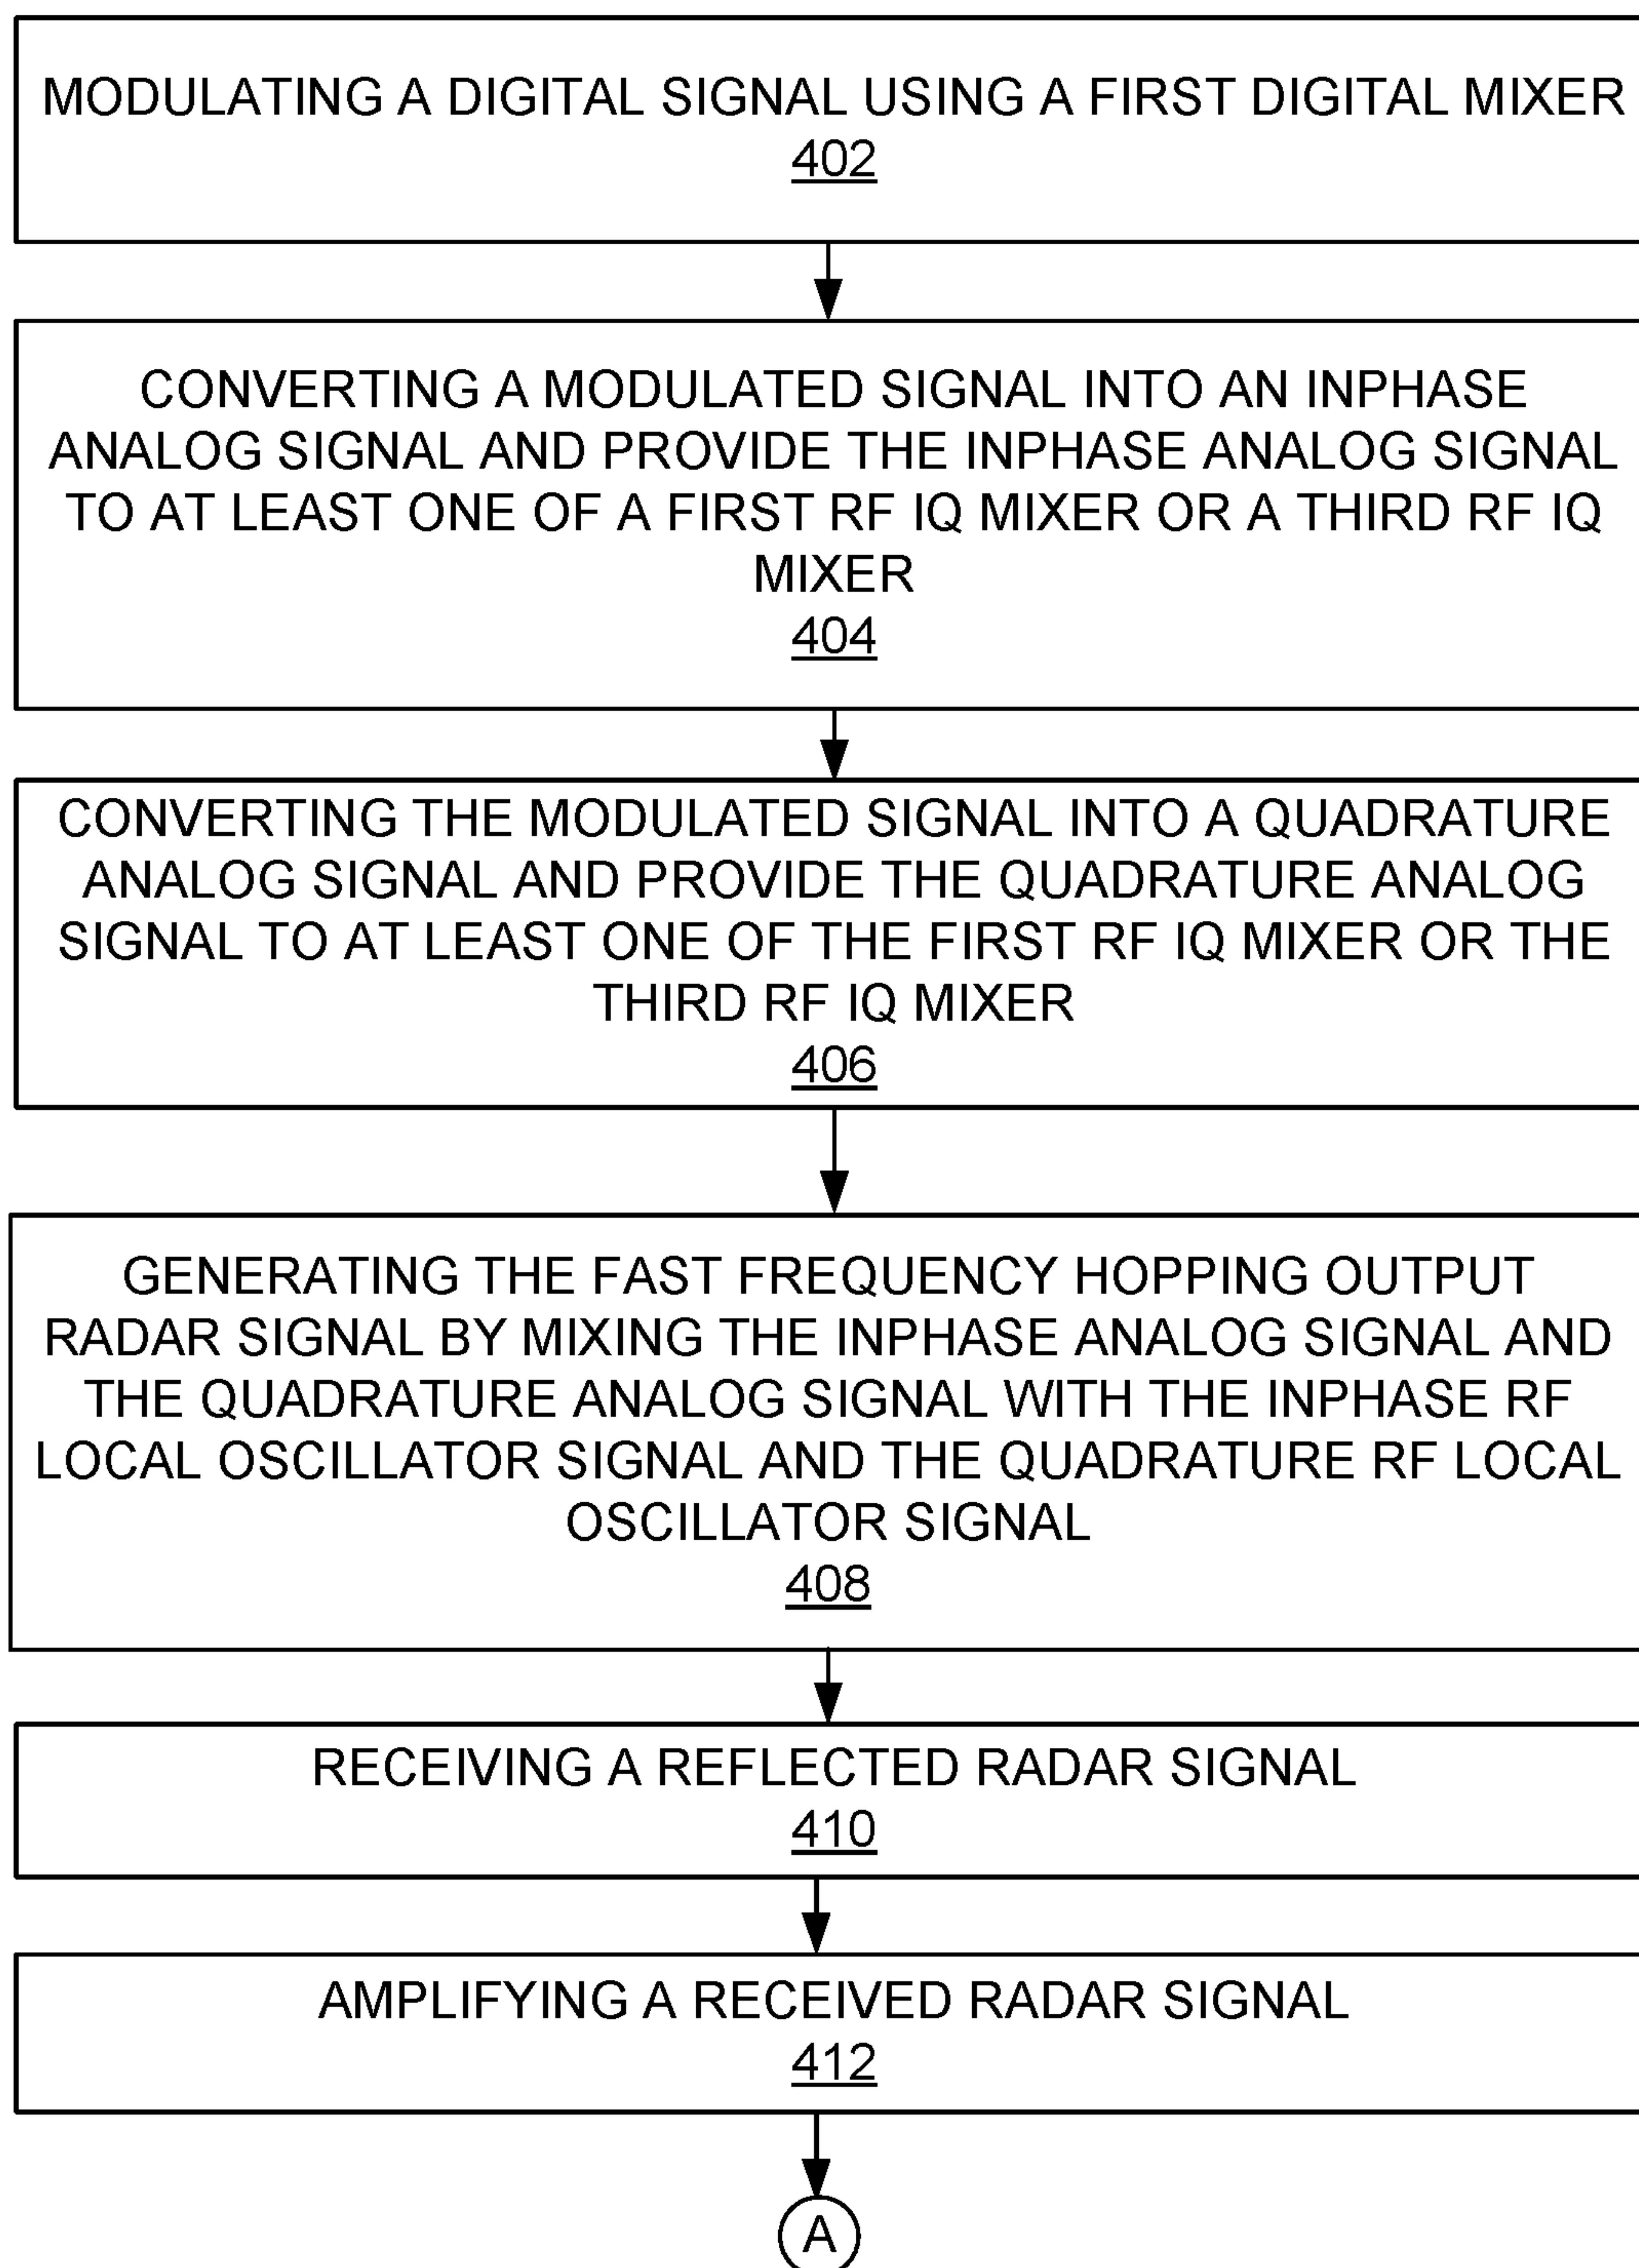 MODULATING A DIGITAL SIGNAL USING A FIRST DIGITAL MIXER
402
CONVERTING A MODULATED SIGNAL INTO AN INPHASE
ANALOG SIGNAL AND PROVIDE THE INPHASE ANALOG SIGNAL
TO AT LEAST ONE OF A FIRST RF IQ MIXER OR A THIRD RF IQ
MIXER
404
CONVERTING THE MODULATED SIGNAL INTO A QUADRATURE
ANALOG SIGNAL AND PROVIDE THE QUADRATURE ANALOG
SIGNAL TO AT LEAST ONE OF THE FIRST RF IQ MIXER OR THE
THIRD RF IQ MIXER
406
GENERATING THE FAST FREQUENCY HOPPING OUTPUT
RADAR SIGNAL BY MIXING THE INPHASE ANALOG SIGNAL AND
THE QUADRATURE ANALOG SIGNAL WITH THE INPHASE RF
LOCAL OSCILLATOR SIGNAL AND THE QUADRATURE RF LOCAL
OSCILLATOR SIGNAL
408
RECEIVING A REFLECTED RADAR SIGNAL
410
AMPLIFYING A RECEIVED RADAR SIGNAL
412
A